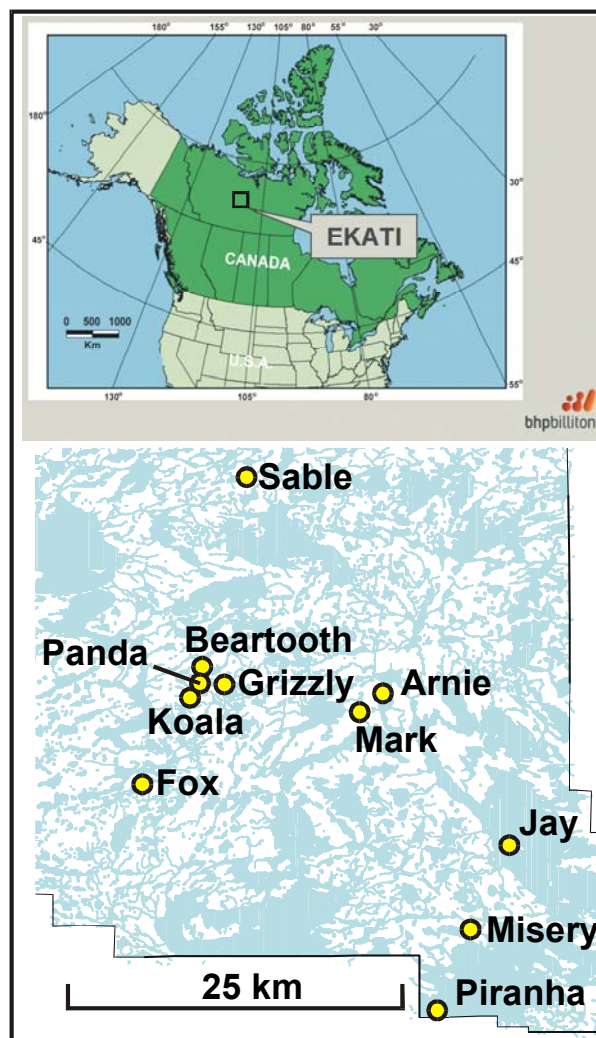 180° 155° 105° 80° 55° 30°
180°
30°
EKATI
45°
CANADA
45°
0 500 1000
Km
U.S.A.
55°
130° 105° 80°
bhpbilliton
Sable
Beartooth
Panda
Grizzly
Arnie
Koala
Mark
Fox
Jay
Misery
25 km
Piranha